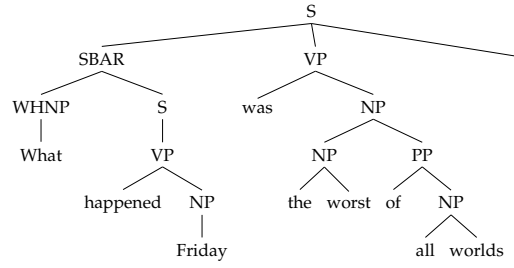 S
SBAR VP
WHNP S was NP
What VP NP PP
happened NP the worst of NP
Friday all worlds